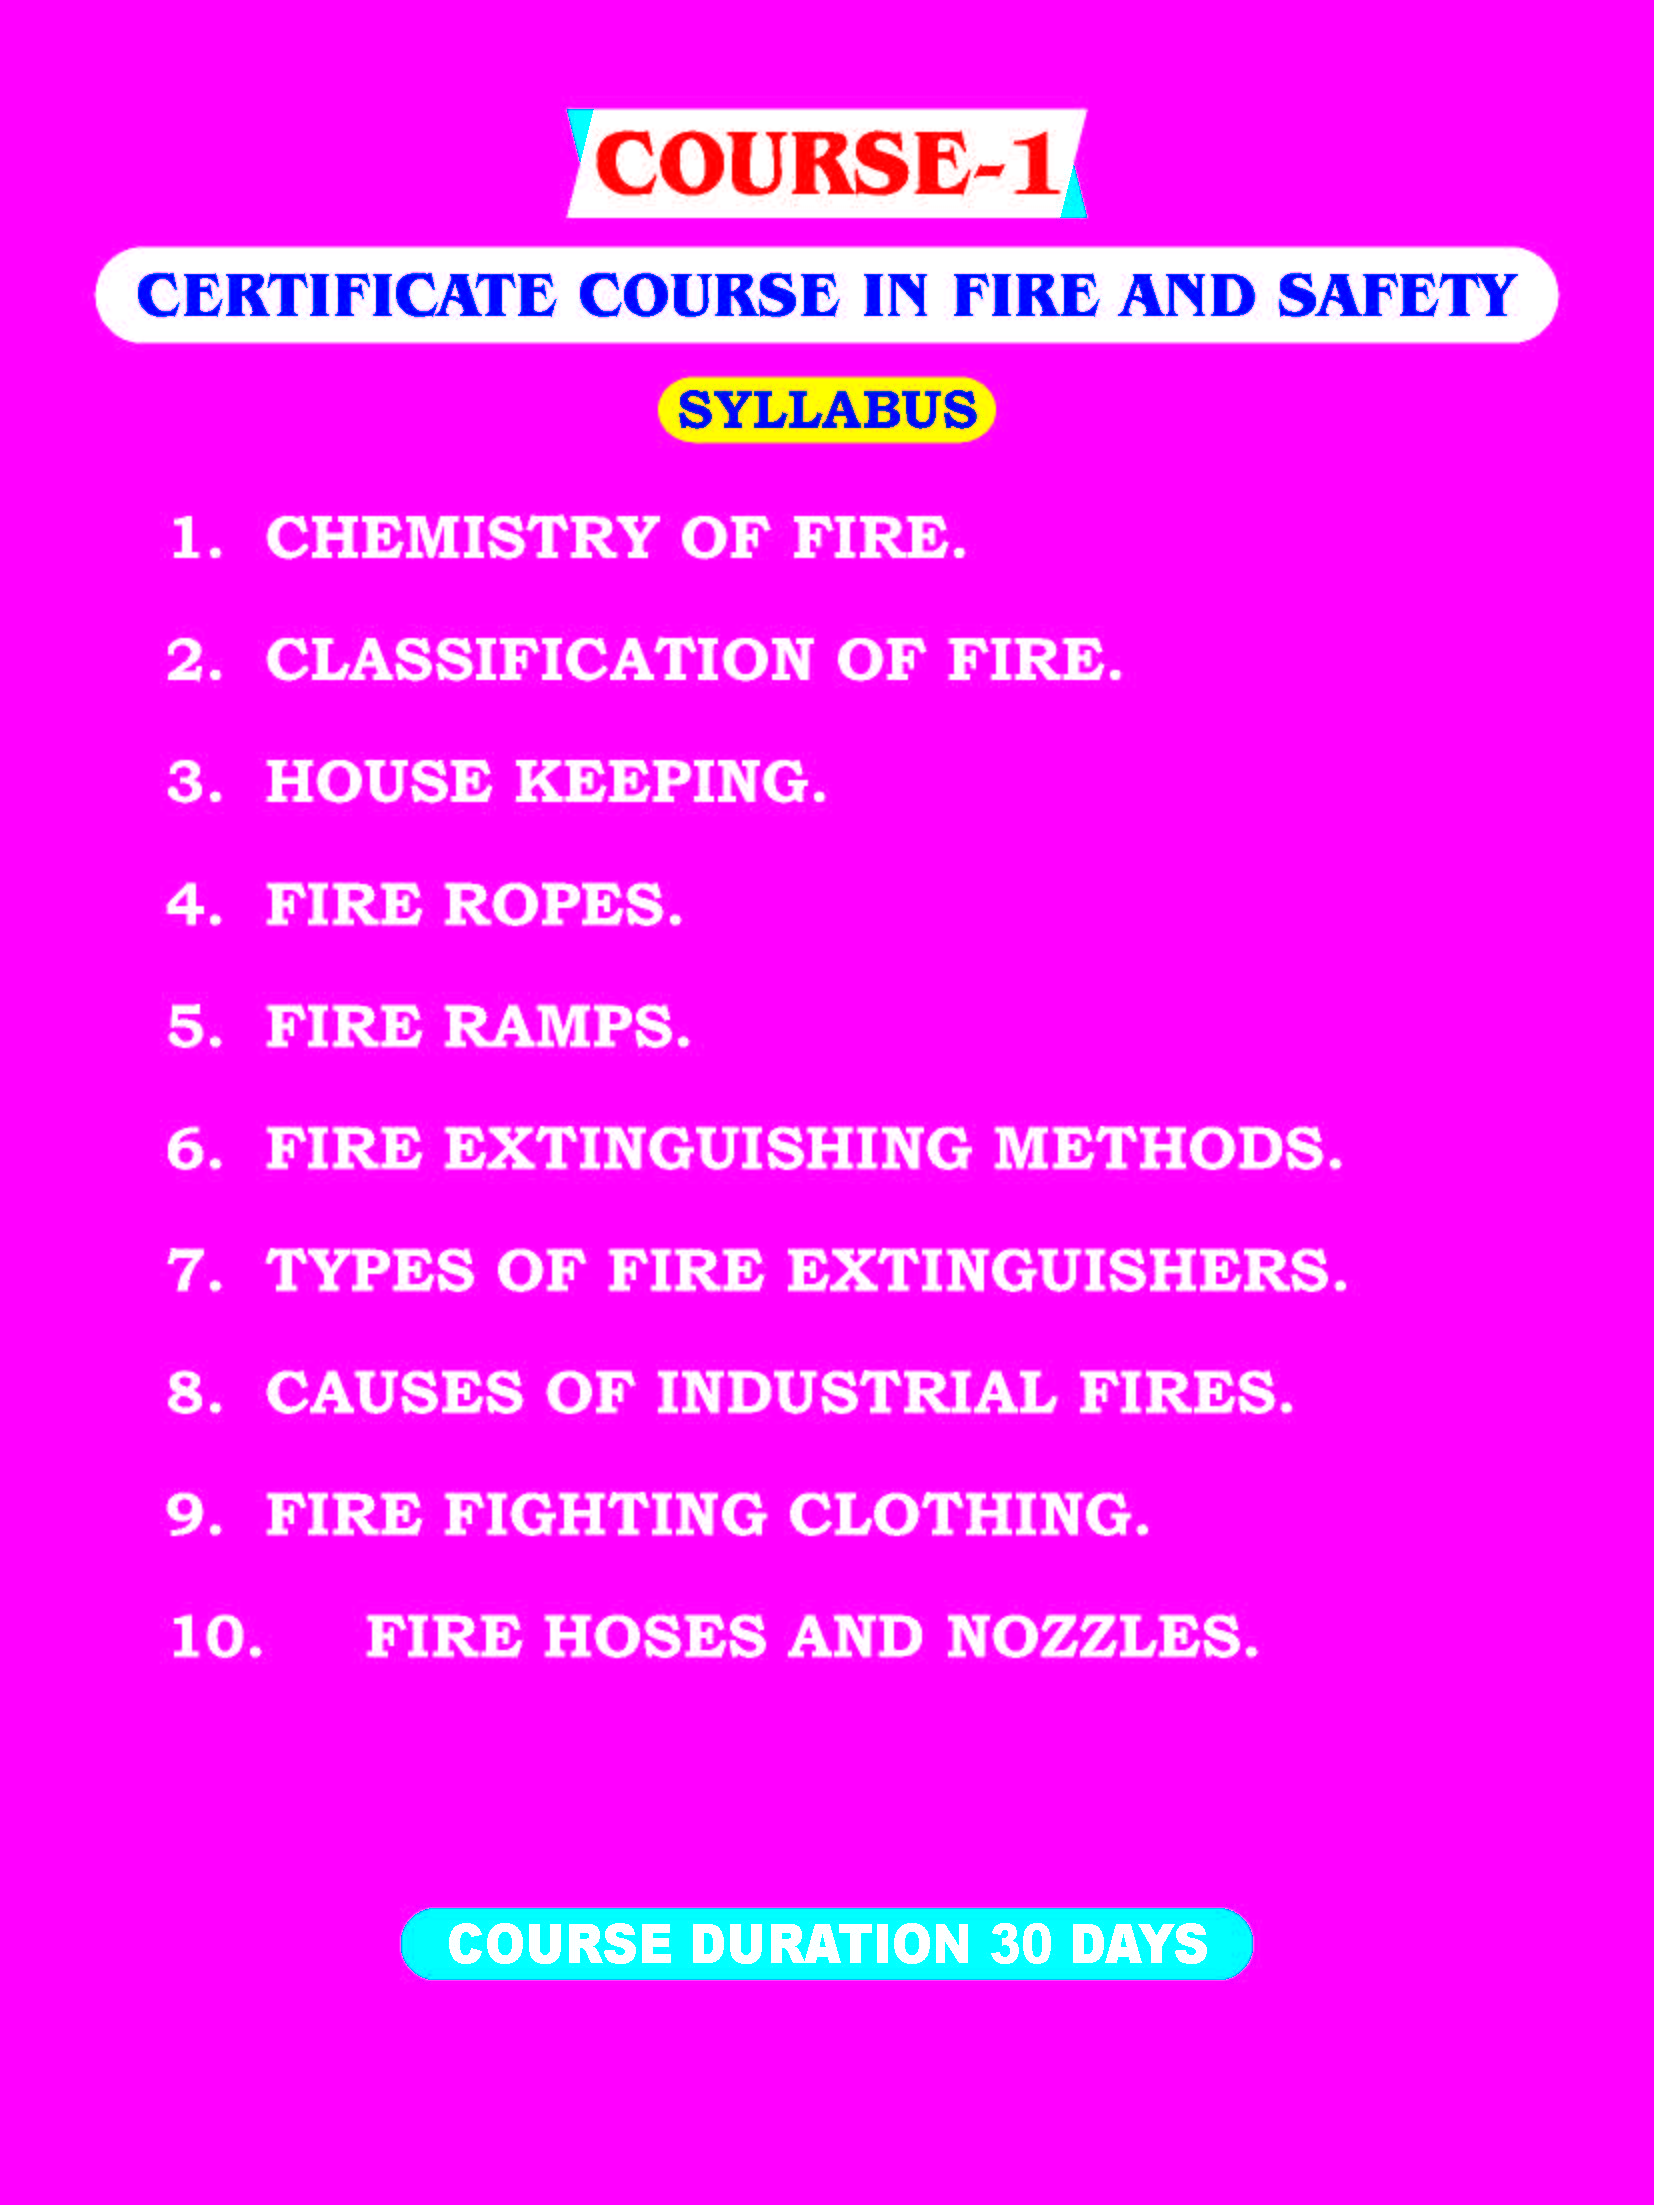 COURSE-1
CERTIFICATE COURSE IN FIRE AND SAFETY
SYLLABUS
1. CHEMISTRY OF FIRE.
2. CLASSIFICATION OF FIRE.
3. HOUSE KEEPING.
4. FIRE ROPES.
5. FIRE RAMPS.
6. FIRE EXTINGUISHING METHODS.
7. TYPES OF FIRE EXTINGUISHERS.
8. CAUSES OF INDUSTRIAL FIRES.
9. FIRE FIGHTING CLOTHING.
10. FIRE HOSES AND NOZZLES.
COURSE DURATION 30 DAYS